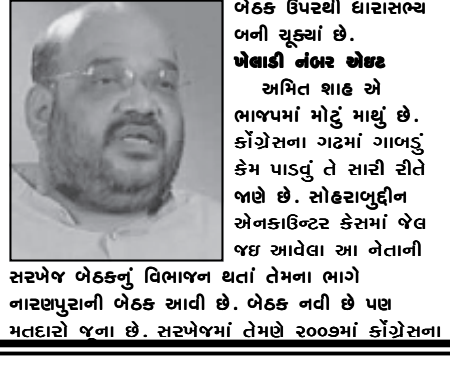 બેઠક ઉપરથી ધારાસભ્ય
બની ચૂક્યાં છે.
ખેલાડી નંબર એઇટ
અમિત શાહ એ
ભાજપમાં મોટું માથું છે.
કોંગ્રેસના ગઢમાં ગાબડું
કેમ પાડવું તે સારી રીતે
જાણે છે. સોહરાબુદ્દીન
એનકાઉન્ટર કેસમાં જેલ
જઇ આવેલા આ નેતાની
સરખેજ બેઠકનું વિભાજન થતાં તેમના ભાગે
નારણપુરાની બેઠક આવી છે. બેઠક નવી છે પણ
મતદારો જૂના છે. સરખેજમાં તેમણે ૨૦૦૭માં કોંગ્રેસના